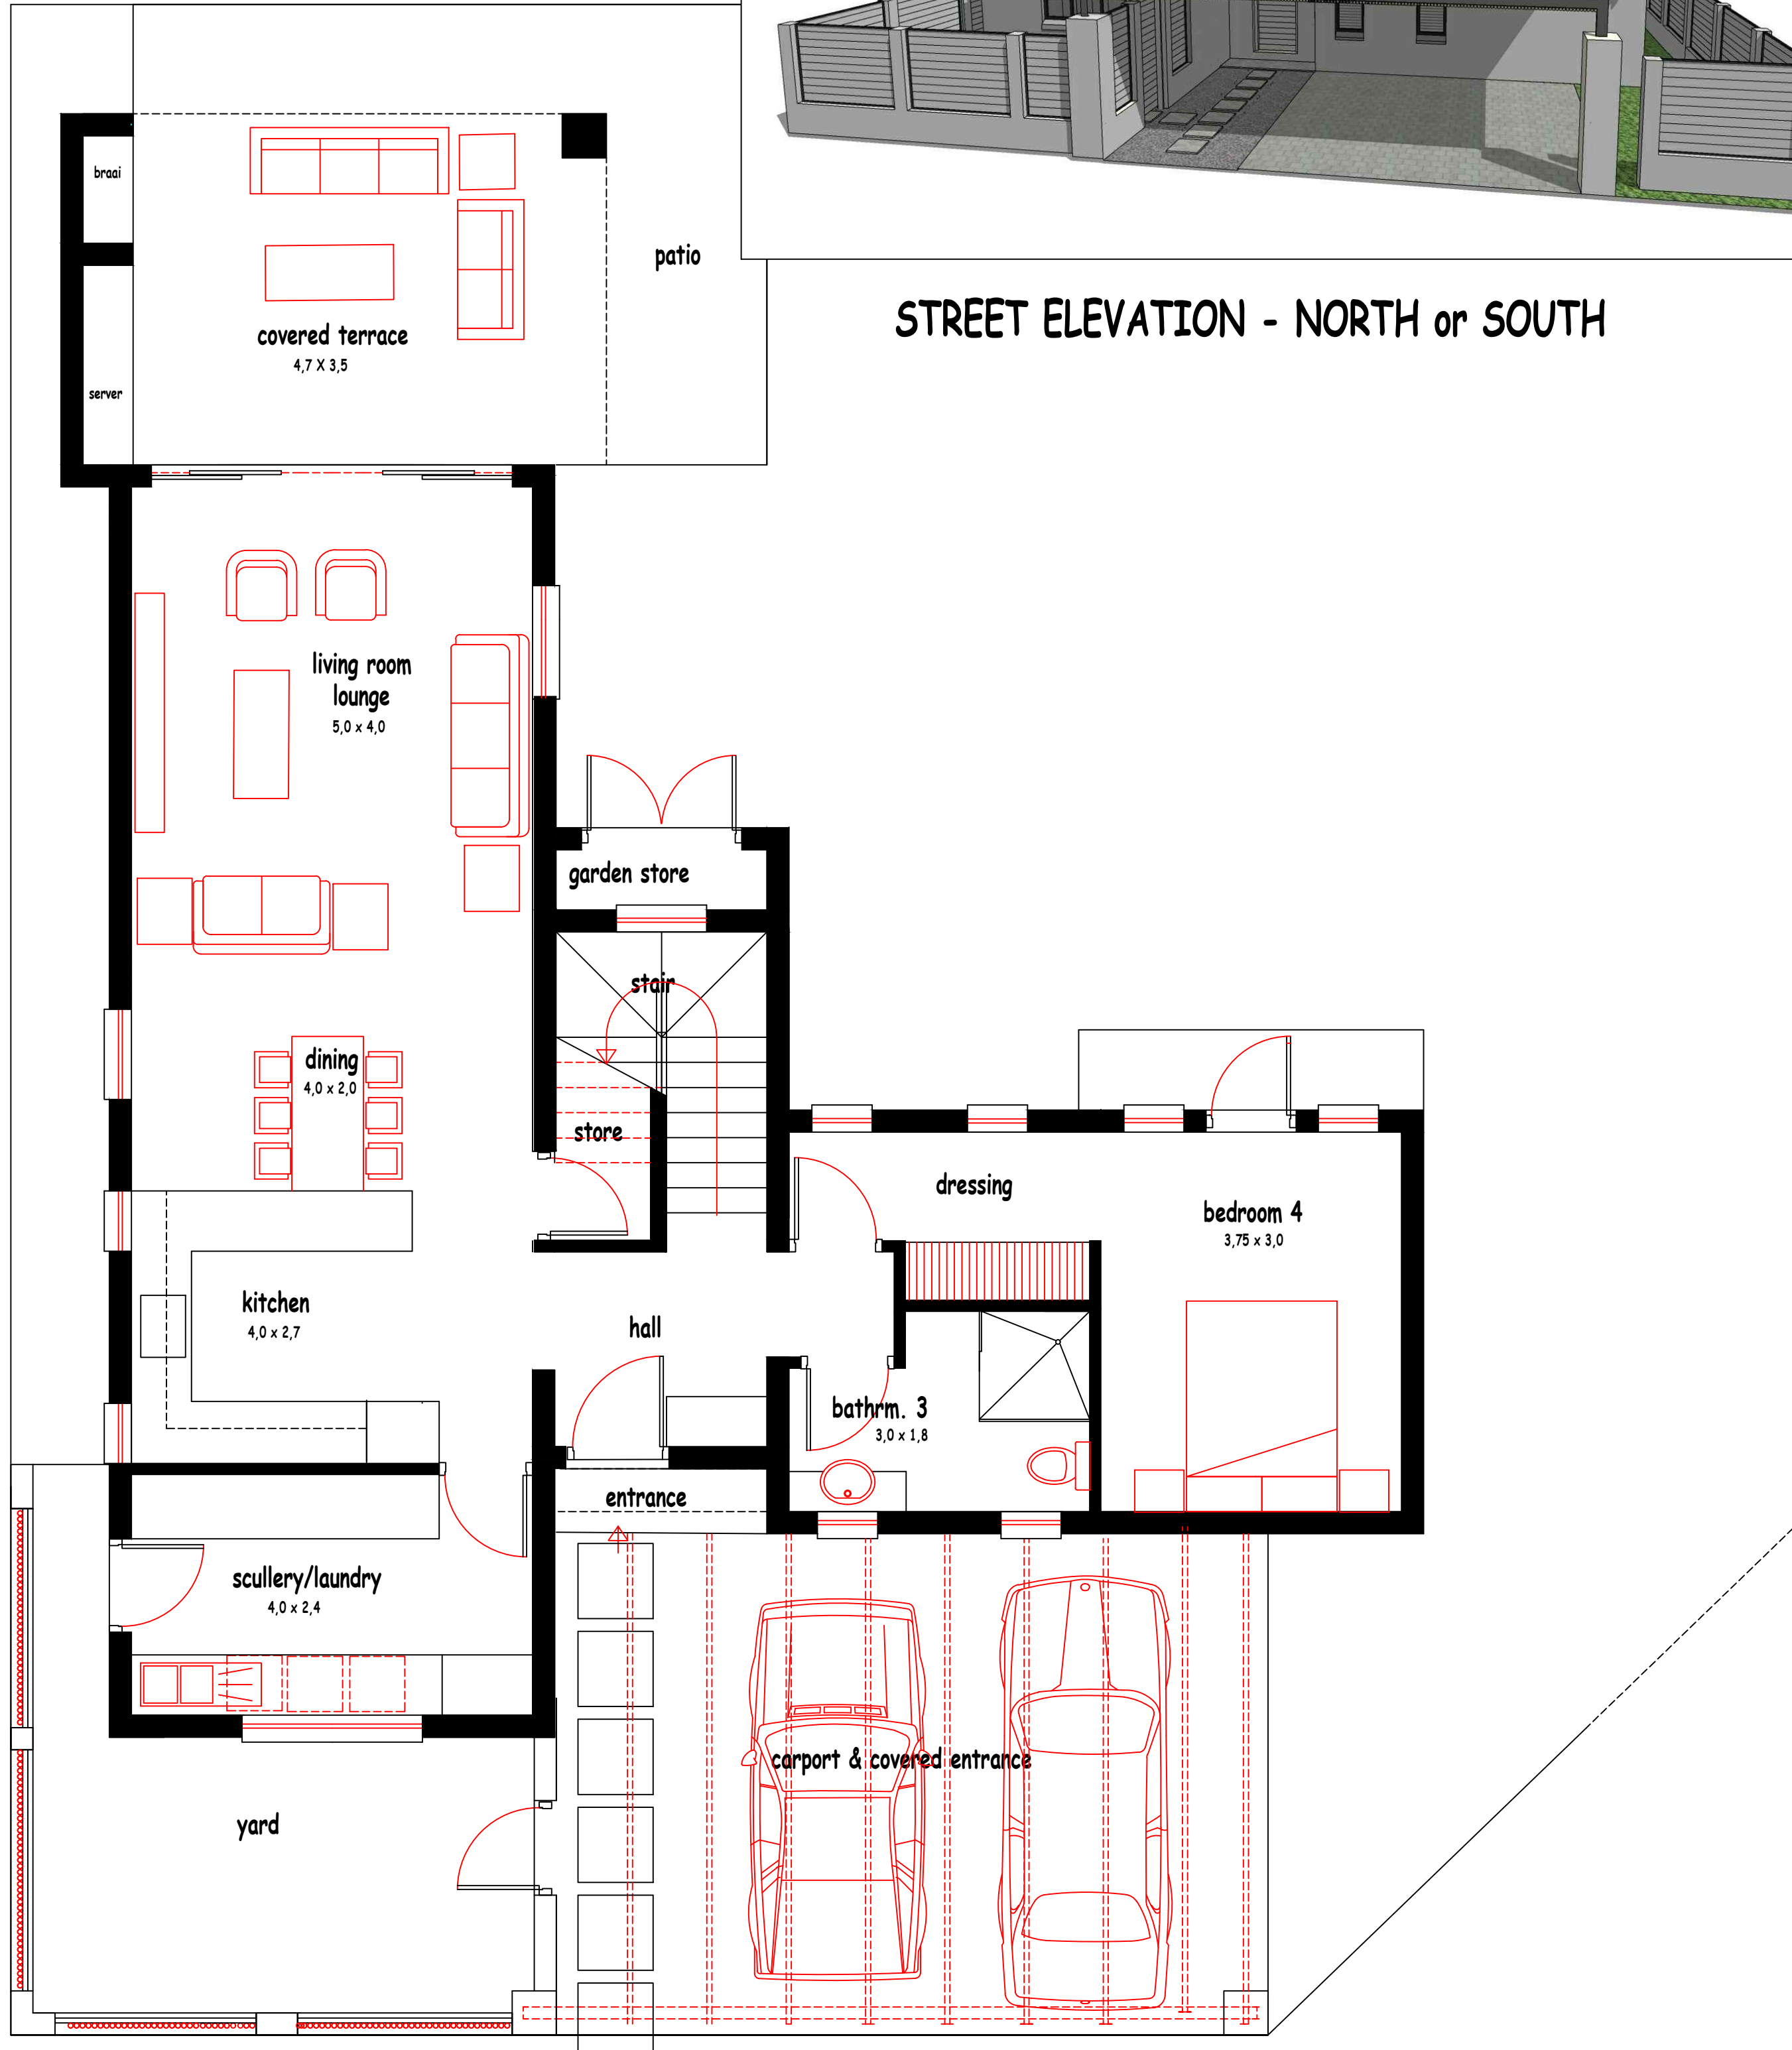 braai
patio
STREET ELEVATION - NORTH or SOUTH
covered terrace
4,7 X 3,5
server
living room
lounge
5,0 x 4,0
garden store
stair
dining
4,0 x 2,0
store
dressing
bedroom 4
3,75 x 3,0
kitchen
4,0 x 2,7
hall
bathrm. 3
3,0 x 1,8
entrance
scullery/laundry
4,0 x 2,4
carport & covered entrance
yard